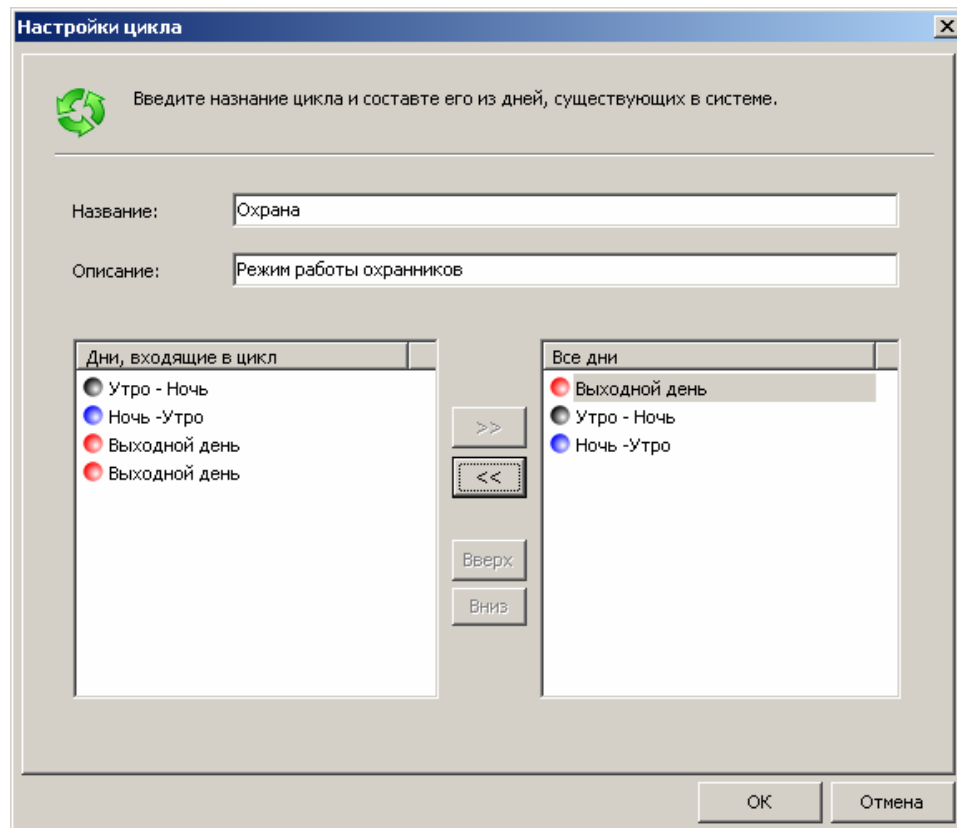 Настройки цикла
Введите назнание цикла и составте его из дней, существующих в системе.
Название:
Охрана
Описание:
Режим работы охранников
Дни, входящие в цикл
Утро - Ночь
Ночь -Утро
Выходной день
Выходной день
>>
<<
Вверх
Вниз
Все дни
Выходной день
Утро - Ночь
Ночь -Утро
ОК
Отмена